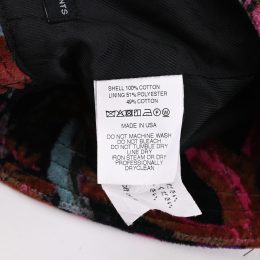 NTS
SHELL 100% COTTON
LINING 51% POLYESTER
49% COTTON
MADE IN USA
DO NOT MACHINE WASH
DO NOT BLEACH
DO NOT TUMBLE DRY
LINE DRY
IRON STEAM OR DRY
PROFESSIONALLY
DRYCLEAN